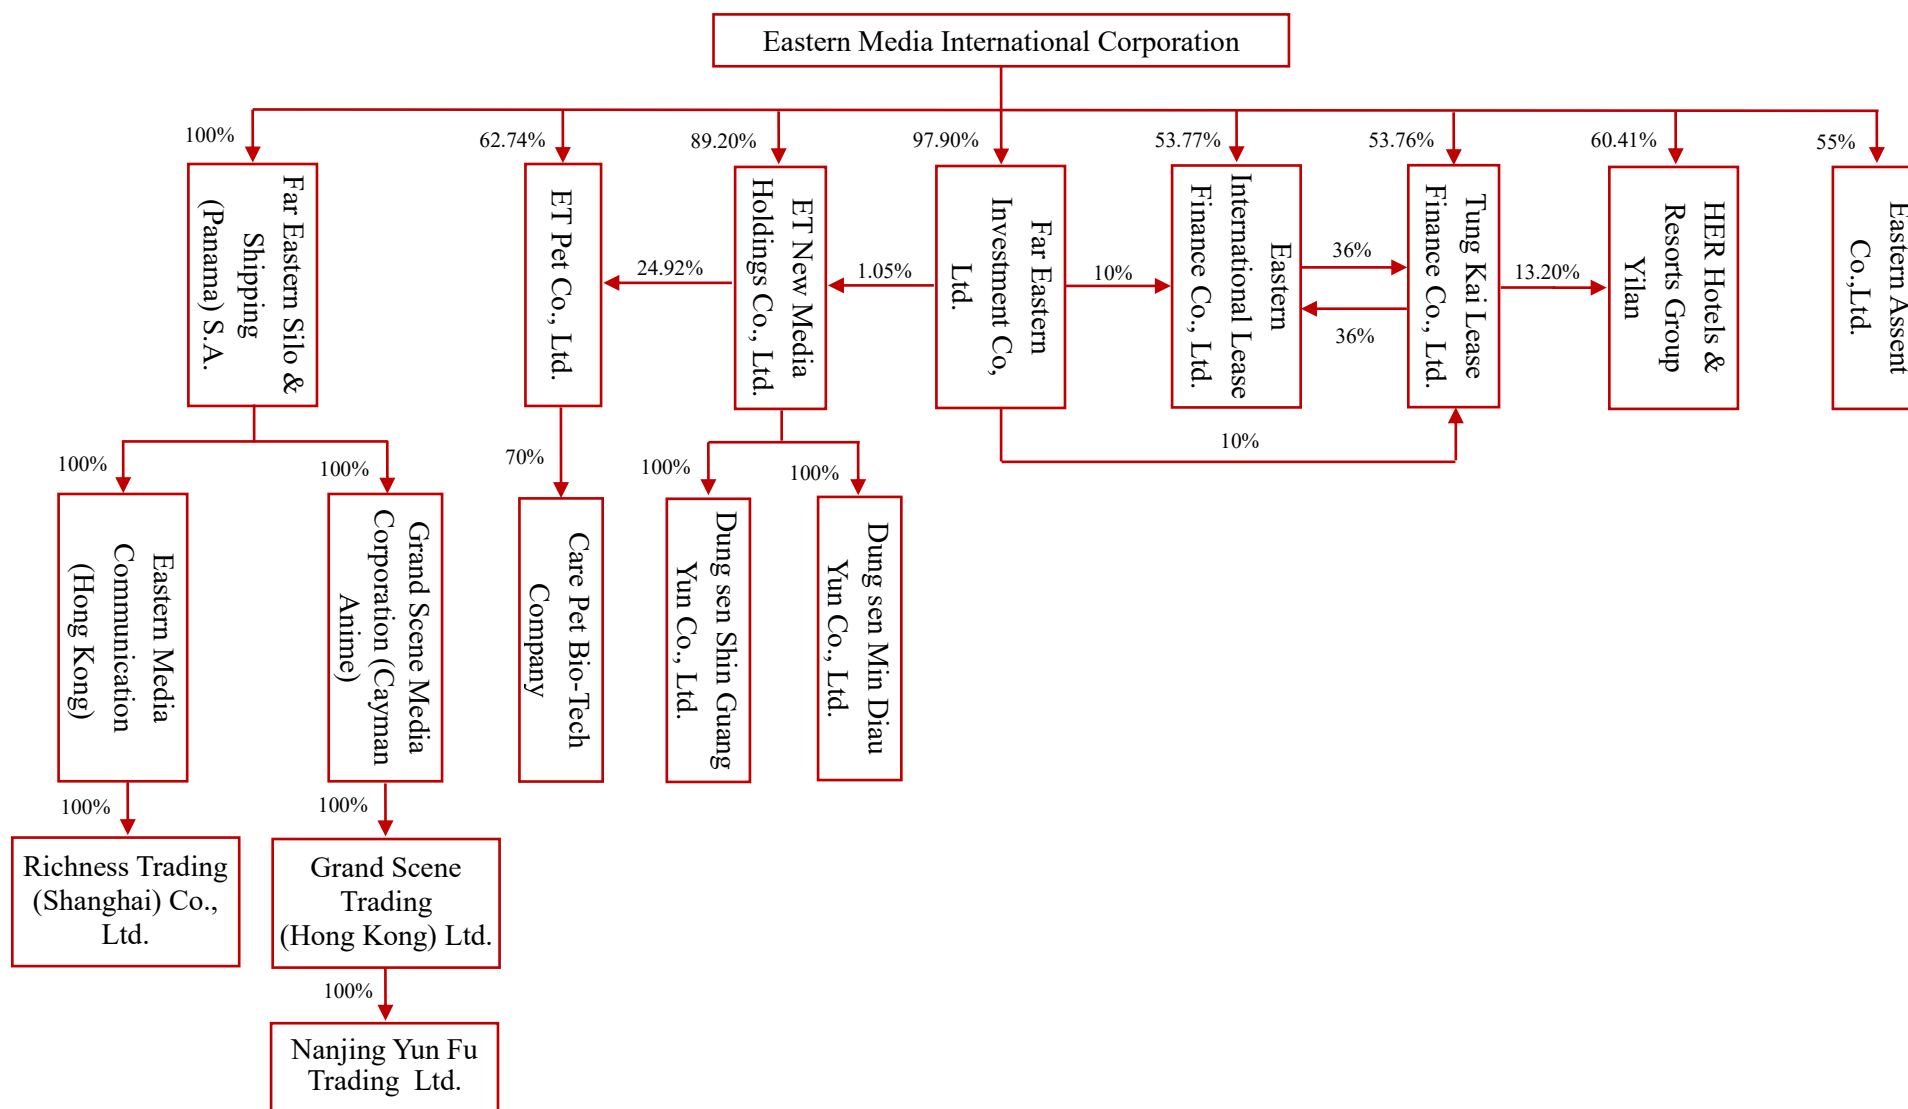 Eastern Media International Corporation
100%
62.74%
89.20%
97.90%
53.77%
53.76%
60.41%
55%
Far Eastern Silo &
Shipping
(Panama) S.A.
ET Pet Co., Ltd.
24.92%
ET New Media
Holdings Co., Ltd.
1.05%
Far Eastern
Investment Co,
Ltd.
10%
Eastern
International Lease
Finance Co., Ltd.
36%
36%
Tung Kai Lease
Finance Co., Ltd.
13.20%
HER Hotels &
Resorts Group
Yilan
Eastern Assent
Co.,Ltd.
10%
100%
100%
70%
100%
100%
Eastern Media
Communication
(Hong Kong)
Grand Scene Media
Corporation (Cayman
Anime)
Care Pet Bio-Tech
Company
Dung sen Shin Guang
Yun Co., Ltd.
Dung sen Min Diau
Yun Co., Ltd.
100%
100%
Richness Trading
(Shanghai) Co.,
Ltd.
Grand Scene
Trading
(Hong Kong) Ltd.
100%
Nanjing Yun Fu
Trading Ltd.